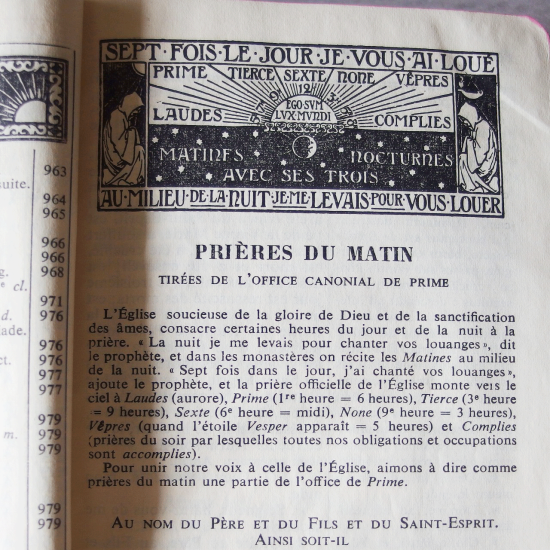 963
suite.
964
965
966
966
g. 968
e cl.
971
d. 976
ade.
976
ct. 976
977
977
979
m. 979
979
979
979
SEPT·FOIS·LE·JOUR·JE·VOUS·AI·LOUÉ
PRIME TIERCE SEXTE NONE VÊPRES
12
9 3
EGO SUM
LUX·MUNDI
LAUDES COMPLIES
MATINES NOCTURNES
AVEC SES TROIS
AU·MILIEU·DE·LA·NUIT·JE·ME·LEVAIS·POUR·VOUS·LOUER
PRIÈRES DU MATIN
TIRÉES DE L'OFFICE CANONIAL DE PRIME
L'Église soucieuse de la gloire de Dieu et de la sanctification
des âmes, consacre certaines heures du jour et de la nuit à la
prière. « La nuit je me levais pour chanter vos louanges», dit
le prophète, et dans les monastères on récite les Matines au milieu
de la nuit. « Sept fois dans le jour, j'ai chanté vos louanges»,
ajoute le prophète, et la prière officielle de l'Église monte vers le
ciel à Laudes (aurore), Prime (1re heure = 6 heures), Tierce (3e heure
= 9 heures), Sexte (6e heure = midi), None (9e heure = 3 heures),
Vêpres (quand l'étoile Vesper apparaît = 5 heures) et Complies
(prières du soir par lesquelles toutes nos obligations et occupations
sont accomplies).
Pour unir notre voix à celle de l'Église, aimons à dire comme
prières du matin une partie de l'office de Prime.
AU NOM DU PÈRE ET DU FILS ET DU SAINT-ESPRIT.
AINSI SOIT-IL